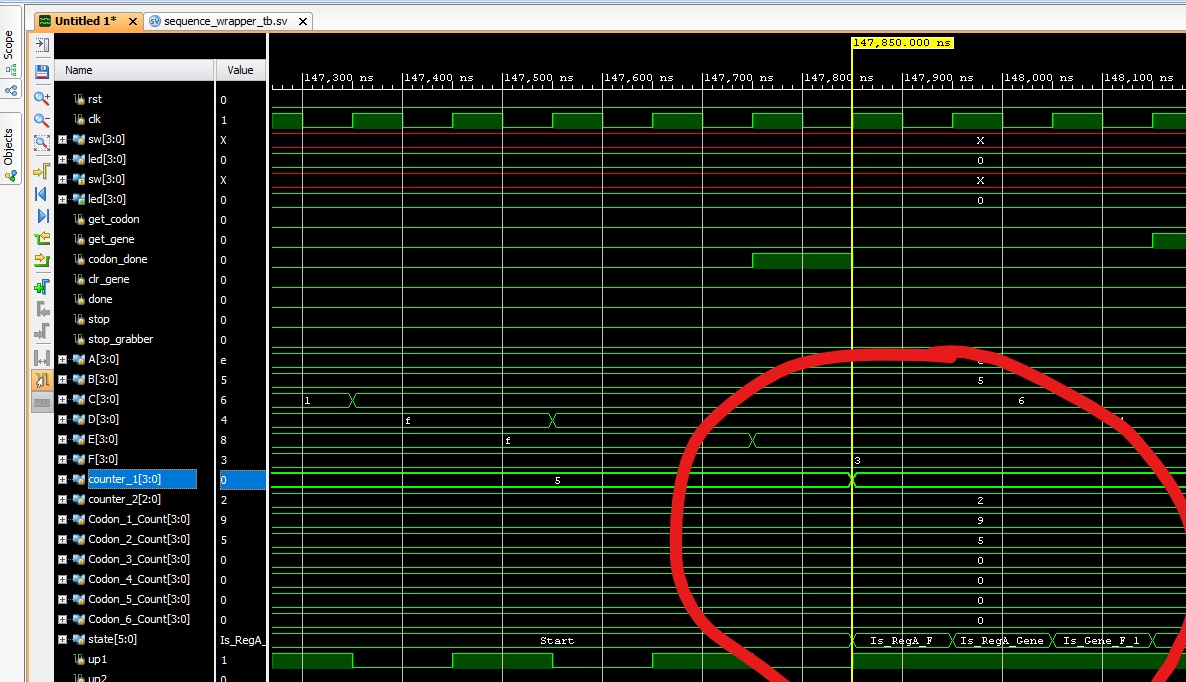 Untitled 1* sequence_wrapper_tb.sv
Scope
Objects
147,850.000 ns
Name Value
147,300 ns 147,400 ns 147,500 ns 147,600 ns 147,700 ns 147,800 ns 147,900 ns 148,000 ns 148,100 ns
rst 0
clk 1
sw[3:0] X X
led[3:0] 0 0
sw[3:0] X X
led[3:0] 0 0
get_codon 0
get_gene 0
codon_done 0
clr_gene 0
done 0
stop 0
stop_grabber 0
A[3:0] e
B[3:0] 5 5
C[3:0] 6 1 6
D[3:0] 4 f
E[3:0] 8 f
F[3:0] 3 3
counter_1[3:0] 0 5
counter_2[2:0] 2 2
Codon_1_Count[3:0] 9 9
Codon_2_Count[3:0] 5 5
Codon_3_Count[3:0] 0 0
Codon_4_Count[3:0] 0 0
Codon_5_Count[3:0] 0 0
Codon_6_Count[3:0] 0 0
state[5:0] Is_RegA_ Start Is_RegA_F Is_RegA_Gene Is_Gene_F_1
up1 1
up2 0